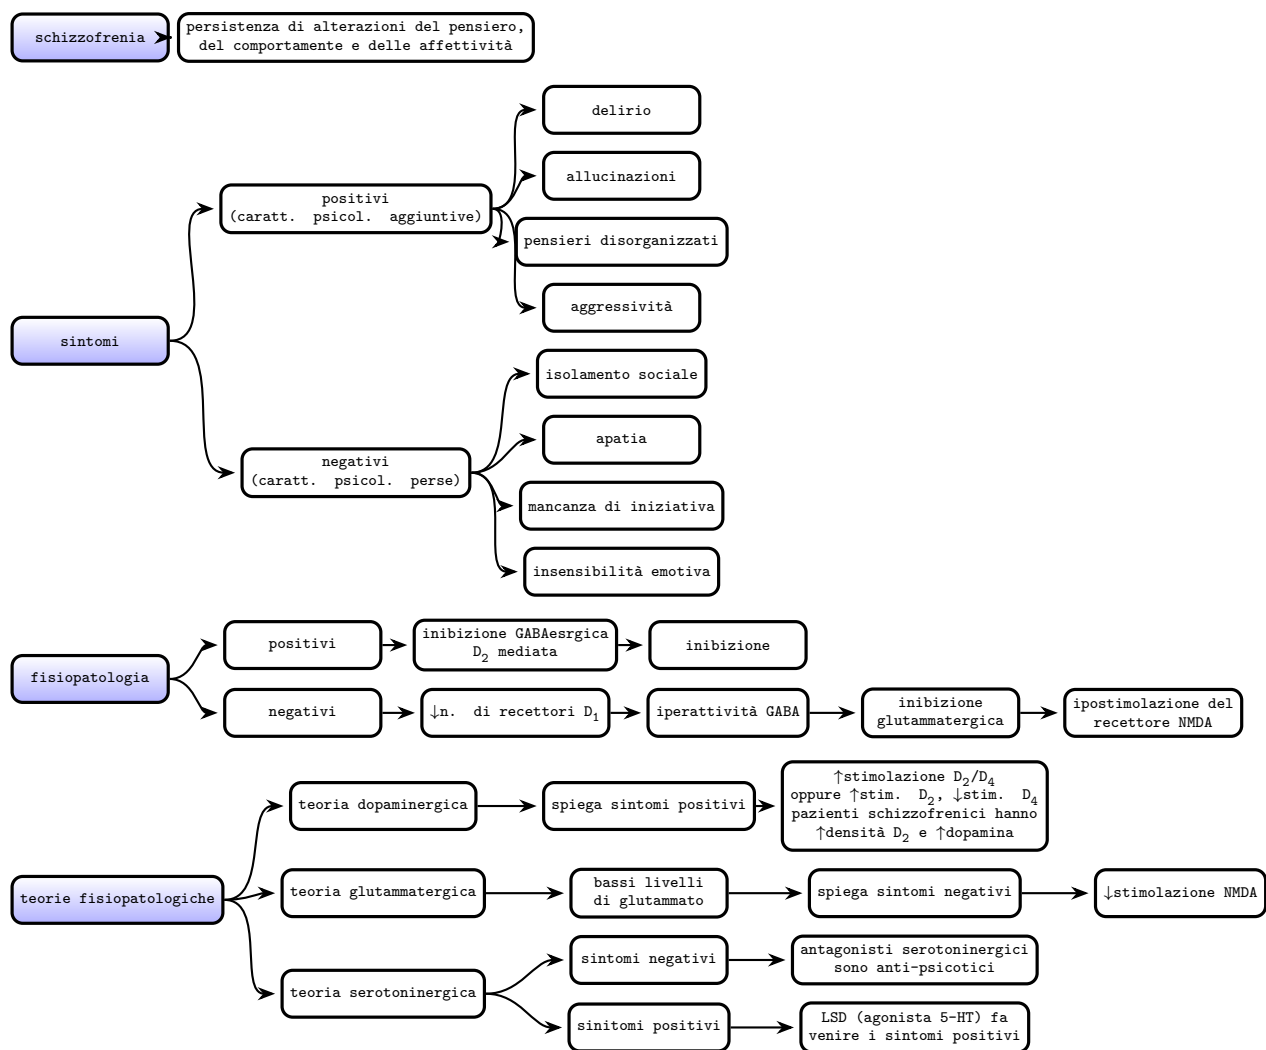 schizzofrenia
persistenza di alterazioni del pensiero,
del comportamente e delle affettività
sintomi
positivi
(caratt. psicol. aggiuntive)
delirio
allucinazioni
pensieri disorganizzati
aggressività
negativi
(caratt. psicol. perse)
isolamento sociale
apatia
mancanza di iniziativa
insensibilità emotiva
fisiopatologia
positivi
inibizione GABAesrgica
D₂ mediata
inibizione
negativi
↓n. di recettori D₁
iperattività GABA
inibizione
glutammatergica
ipostimolazione del
recettore NMDA
teorie fisiopatologiche
teoria dopaminergica
spiega sintomi positivi
↑stimolazione D₂/D₄
oppure ↑stim. D₂, ↓stim. D₄
pazienti schizzofrenici hanno
↑densità D₂ e ↑dopamina
teoria glutammatergica
bassi livelli
di glutammato
spiega sintomi negativi
↓stimolazione NMDA
teoria serotoninergica
sintomi negativi
antagonisti serotoninergici
sono anti-psicotici
sinitomi positivi
LSD (agonista 5-HT) fa
venire i sintomi positivi